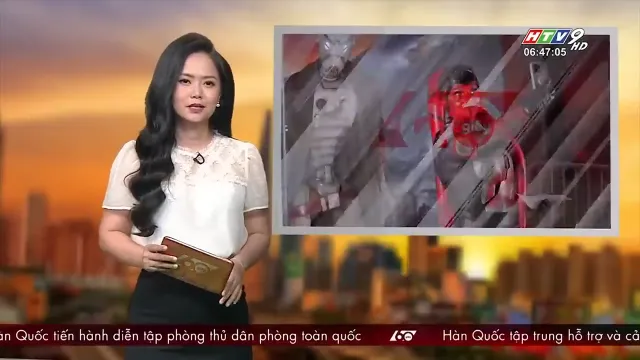 HTV9 HD
06:47:05
àn Quốc tiến hành diễn tập phòng thủ dân phòng toàn quốc
Hàn Quốc tập trung hỗ trợ và cả